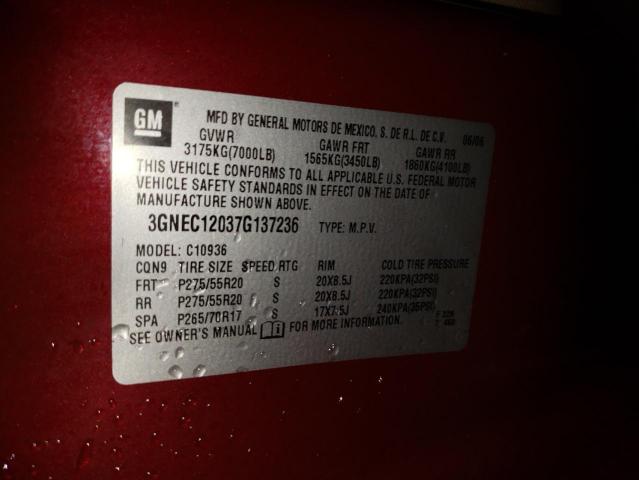 GM
MFD BY GENERAL MOTORS DE MEXICO, S. DE R.L. DE C.V. 06/06
GVWR GAWR FRT GAWR RR
3175KG(7000LB) 1565KG(3450LB) 1860KG(4100LB)
THIS VEHICLE CONFORMS TO ALL APPLICABLE U.S. FEDERAL MOTOR
VEHICLE SAFETY STANDARDS IN EFFECT ON THE DATE OF
MANUFACTURE SHOWN ABOVE.
3GNEC12037G137236 TYPE: M.P.V.
MODEL: C10936
CQN9 TIRE SIZE SPEED RTG RIM COLD TIRE PRESSURE
FRT P275/55R20 S 20X8.5J 220KPA(32PSI)
RR P275/55R20 S 20X8.5J 220KPA(32PSI)
SPA P265/70R17 S 17X7.5J 240KPA(35PSI)
SEE OWNER'S MANUAL FOR MORE INFORMATION.